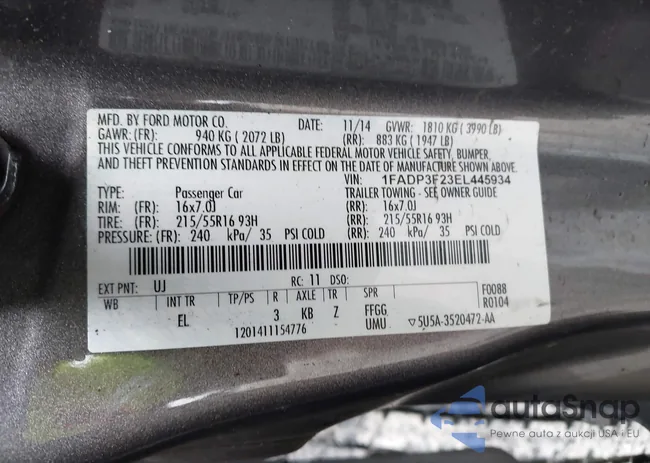 MFD. BY FORD MOTOR CO. DATE: 11/14 GVWR: 1810 KG ( 3990 LB)
GAWR: (FR): 940 KG ( 2072 LB) (RR): 883 KG ( 1947 LB)
THIS VEHICLE CONFORMS TO ALL APPLICABLE FEDERAL MOTOR VEHICLE SAFETY, BUMPER,
AND THEFT PREVENTION STANDARDS IN EFFECT ON THE DATE OF MANUFACTURE SHOWN ABOVE.
VIN: 1FADP3F23EL445934
TYPE: Passenger Car TRAILER TOWING - SEE OWNER GUIDE
RIM: (FR): 16x7.0J (RR): 16x7.0J
TIRE: (FR): 215/55R16 93H (RR): 215/55R16 93H
PRESSURE: (FR): 240 kPa/ 35 PSI COLD (RR): 240 kPa/ 35 PSI COLD
EXT PNT: UJ RC: 11 DSO: F0088
WB INT TR TP/PS R AXLE TR SPR R0104
EL 3 KB Z FFGG
UMU
1201411154776 ▽5U5A-3520472-AA
autoSnap
Pewne auta z aukcji USA i EU